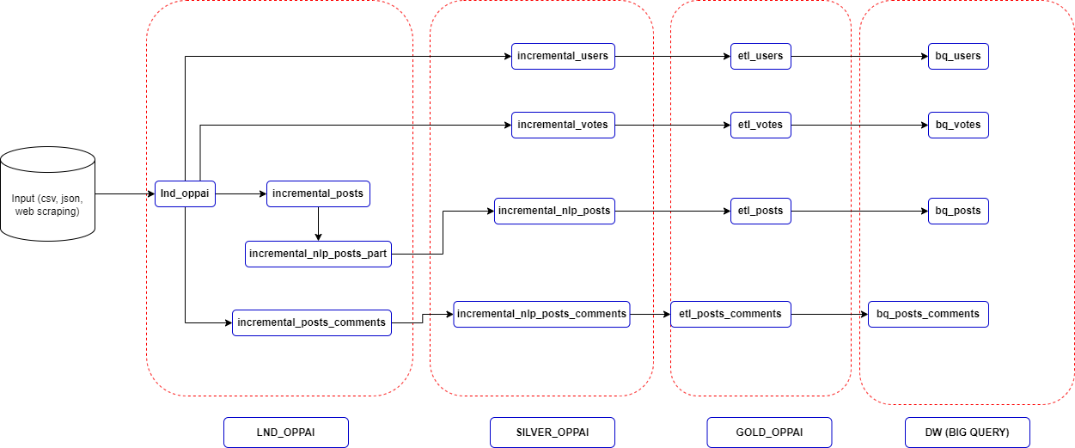 incremental_users
etl_users
bq_users
incremental_votes
etl_votes
bq_votes
Input (csv, json,
web scraping)
lnd_oppai
incremental_posts
incremental_nlp_posts
etl_posts
bq_posts
incremental_nlp_posts_part
incremental_posts_comments
incremental_nlp_posts_comments
etl_posts_comments
bq_posts_comments
LND_OPPAI
SILVER_OPPAI
GOLD_OPPAI
DW (BIG QUERY)